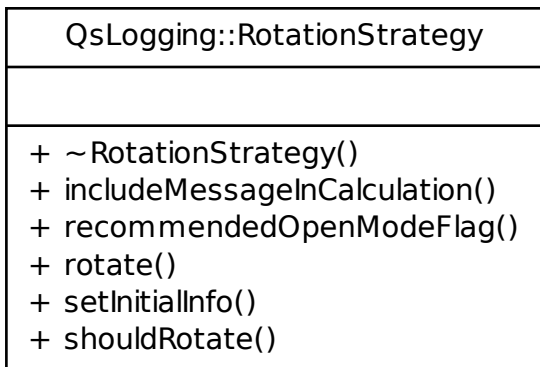 QsLogging::RotationStrategy
+ ~RotationStrategy()
+ includeMessageInCalculation()
+ recommendedOpenModeFlag()
+ rotate()
+ setInitialInfo()
+ shouldRotate()